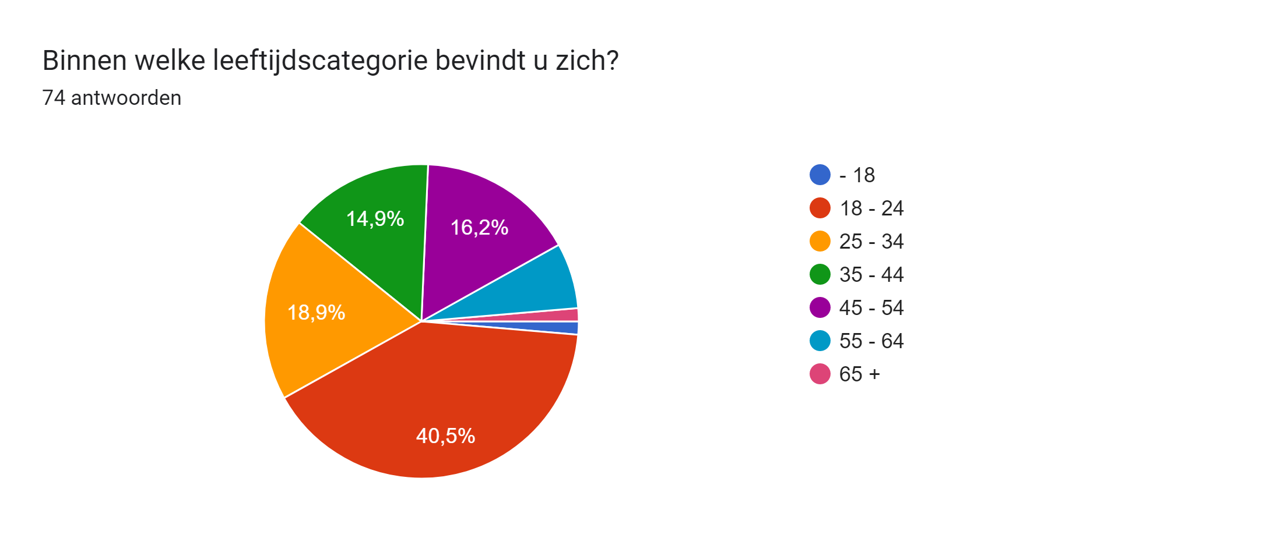 Binnen welke leeftijdscategorie bevindt u zich?
74 antwoorden
- 18
18 - 24
25 - 34
35 - 44
45 - 54
55 - 64
65 +
14,9%
16,2%
18,9%
40,5%